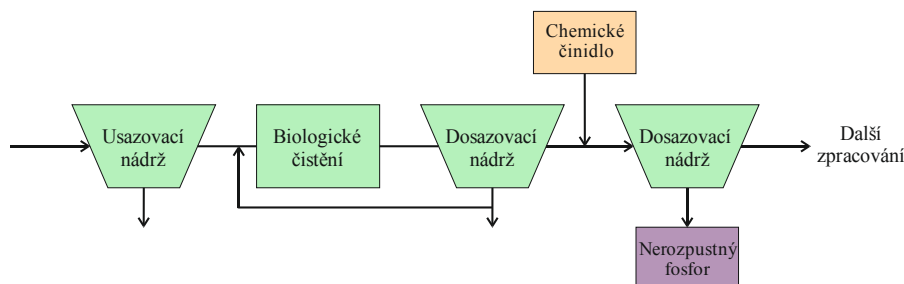 Chemické
činidlo
Usazovací
nádrž
Biologické
čistění
Dosazovací
nádrž
Dosazovací
nádrž
Další
zpracování
Nerozpustný
fosfor